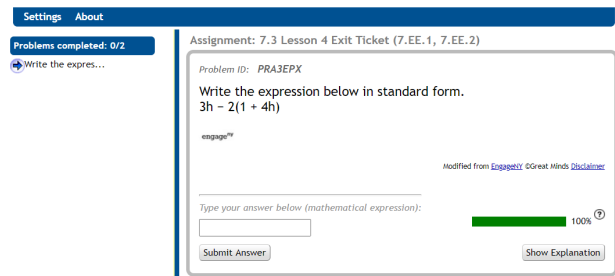 Settings About
Problems completed: 0/2
Write the expres...
Assignment: 7.3 Lesson 4 Exit Ticket (7.EE.1, 7.EE.2)
Problem ID: PRA3EPX
Write the expression below in standard form.
3h − 2(1 + 4h)
engageny
Modified from EngageNY ©Great Minds Disclaimer
Type your answer below (mathematical expression):
100% ?
Submit Answer
Show Explanation